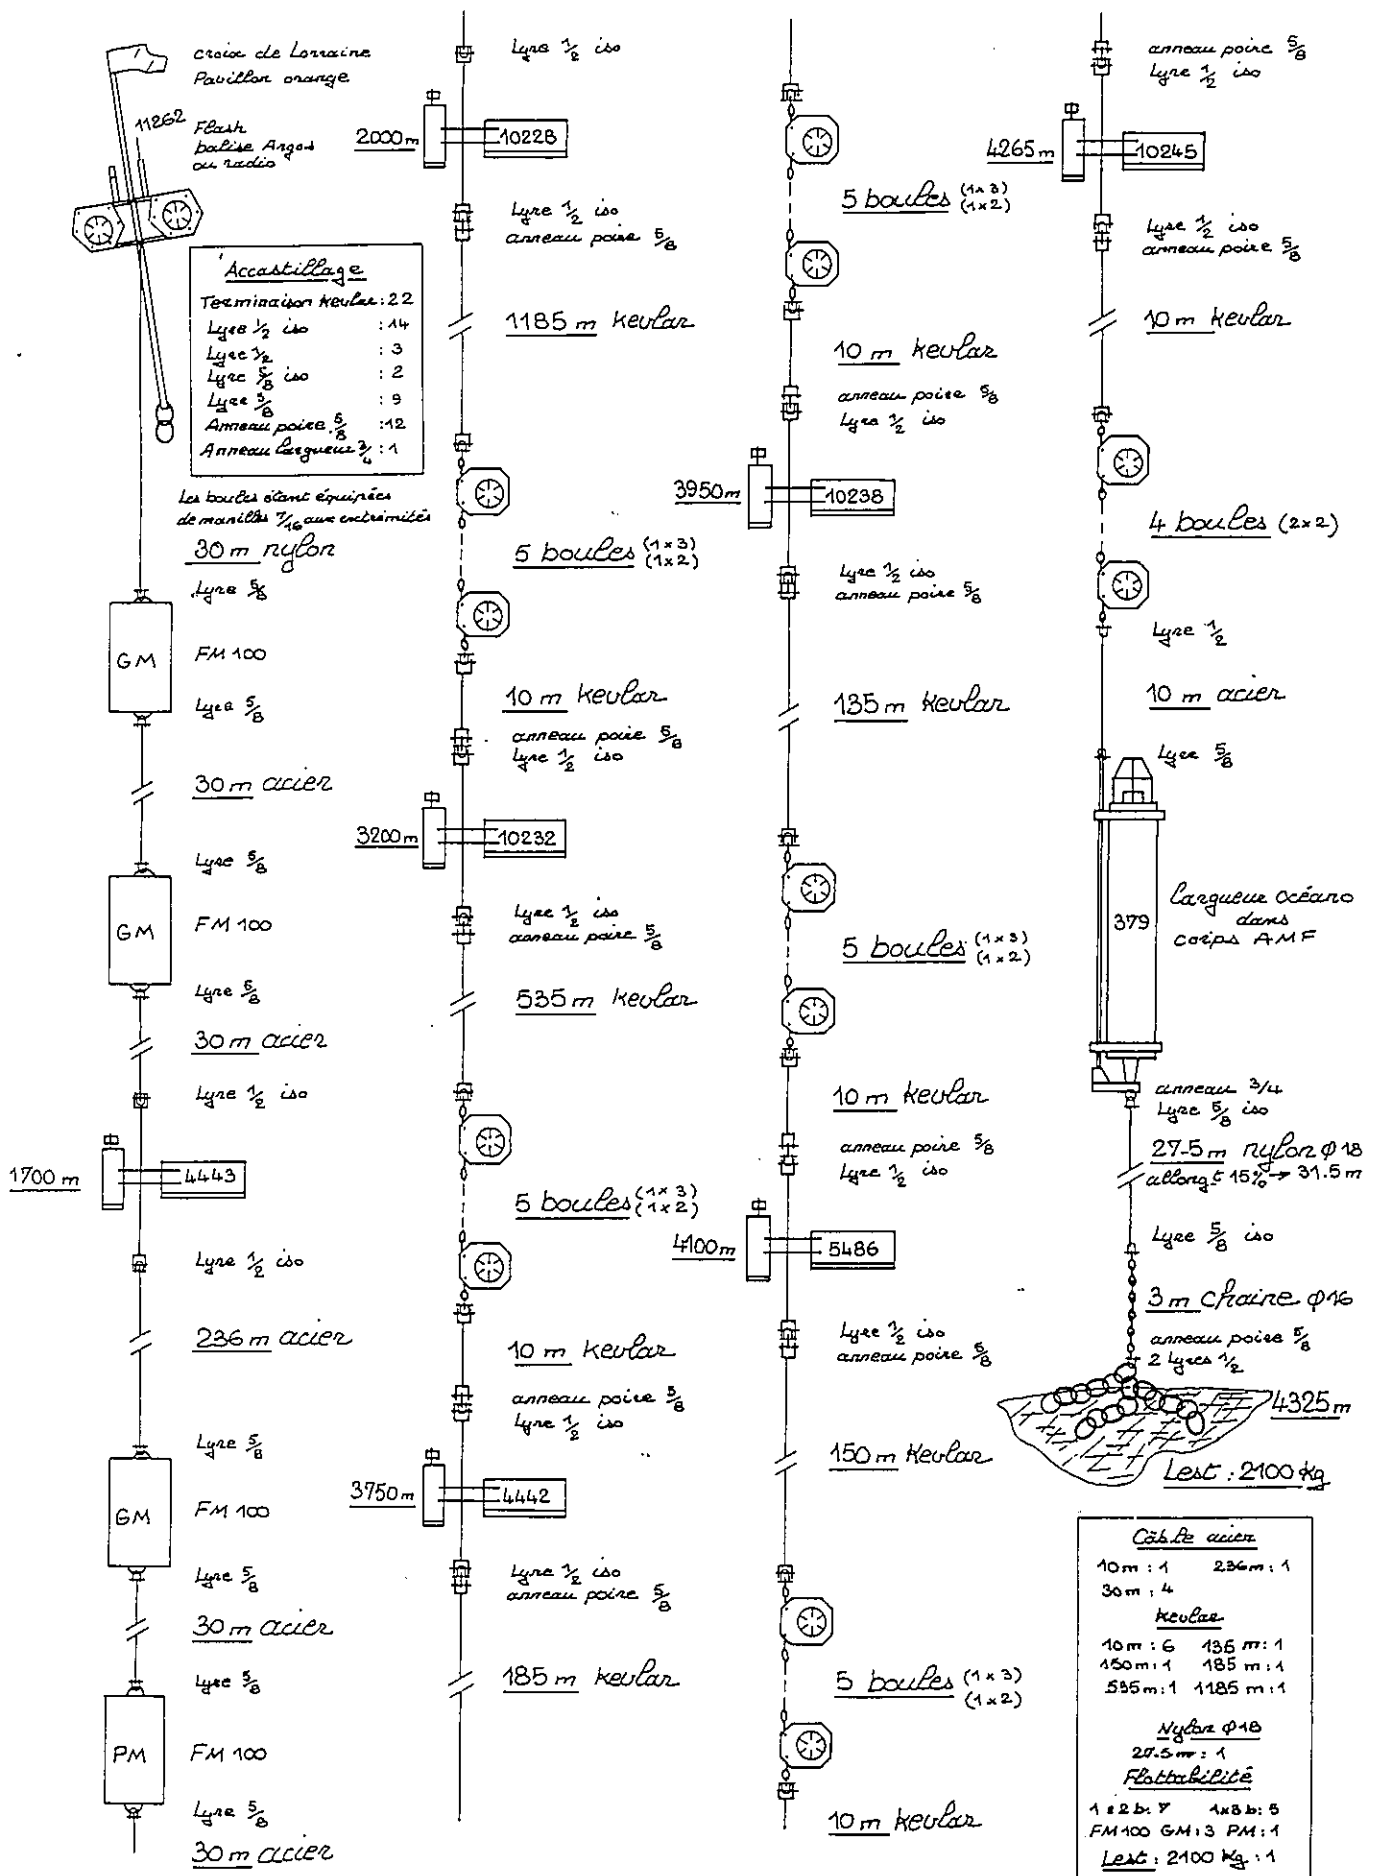 croix de Lorraine
Pavillon orange
11262
Flash
balise Argos
ou radio
Accastillage
Terminaison kevlar : 22
Lyre 1/2 iso : 14
Lyre 1/2 : 3
Lyre 5/8 iso : 2
Lyre 5/8 : 9
Anneau poire 5/8 : 12
Anneau largueur 3/4 : 1
Les boules étant équipées
de manilles 7/16 aux extrémités
30 m nylon
Lyre 5/8
GM FM 100
Lyre 5/8
30 m acier
Lyre 5/8
GM FM 100
Lyre 5/8
30 m acier
Lyre 1/2 iso
1700 m 4443
Lyre 1/2 iso
236 m acier
Lyre 5/8
GM FM 100
Lyre 5/8
30 m acier
Lyre 5/8
PM FM 100
Lyre 5/8
30 m acier
Lyre 1/2 iso
2000 m 10228
Lyre 1/2 iso
anneau poire 5/8
1185 m kevlar
5 boules (1x3)
(1x2)
10 m kevlar
anneau poire 5/8
Lyre 1/2 iso
3200 m 10232
Lyre 1/2 iso
anneau poire 5/8
535 m kevlar
5 boules (1x3)
(1x2)
10 m kevlar
anneau poire 5/8
Lyre 1/2 iso
3750 m 4442
Lyre 1/2 iso
anneau poire 5/8
185 m kevlar
5 boules (1x3)
(1x2)
10 m kevlar
anneau poire 5/8
Lyre 1/2 iso
3950 m 10238
Lyre 1/2 iso
anneau poire 5/8
135 m kevlar
5 boules (1x3)
(1x2)
10 m kevlar
anneau poire 5/8
Lyre 1/2 iso
4100 m 5486
Lyre 1/2 iso
anneau poire 5/8
150 m kevlar
5 boules (1x3)
(1x2)
10 m kevlar
anneau poire 5/8
Lyre 1/2 iso
4265 m 10245
Lyre 1/2 iso
anneau poire 5/8
10 m kevlar
4 boules (2x2)
Lyre 1/2
10 m acier
Lyre 5/8
379
Largueur océano
dans
corps AMF
anneau 3/4
Lyre 5/8 iso
27.5 m nylon φ18
allongt 15% → 31.5 m
Lyre 5/8 iso
3 m chaine φ16
anneau poire 5/8
2 Lyres 1/2
4325 m
Lest : 2100 kg
Câble acier
10 m : 1 236 m : 1
30 m : 4
Kevlar
10 m : 6 135 m : 1
150 m : 1 185 m : 1
535 m : 1 1185 m : 1
Nylon φ18
27.5 m : 1
Flottabilité
1x2 b : 7 1x3 b : 5
FM 100 GM : 3 PM : 1
Lest : 2100 kg : 1